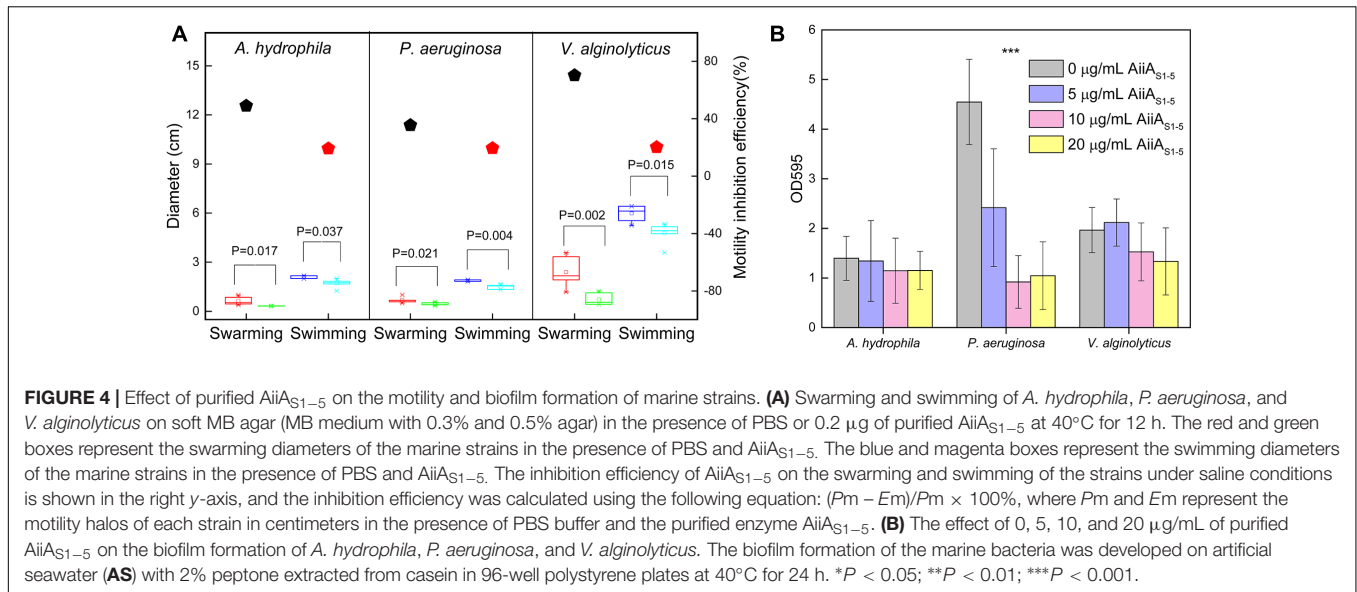 A
A. hydrophila
P. aeruginosa
V. alginolyticus
15
12
9
6
3
0
Diameter (cm)
80
40
0
-40
-80
Motility inhibition efficiency(%)
P=0.017
P=0.037
P=0.021
P=0.004
P=0.002
P=0.015
Swarming Swimming Swarming Swimming Swarming Swimming
B
6
5
4
3
2
1
0
OD595
***
0 μg/mL AiiA_S1-5
5 μg/mL AiiA_S1-5
10 μg/mL AiiA_S1-5
20 μg/mL AiiA_S1-5
A. hydrophila
P. aeruginosa
V. alginolyticus
FIGURE 4 | Effect of purified AiiA_S1−5 on the motility and biofilm formation of marine strains. (A) Swarming and swimming of A. hydrophila, P. aeruginosa, and
V. alginolyticus on soft MB agar (MB medium with 0.3% and 0.5% agar) in the presence of PBS or 0.2 μg of purified AiiA_S1−5 at 40°C for 12 h. The red and green
boxes represent the swarming diameters of the marine strains in the presence of PBS and AiiA_S1−5. The blue and magenta boxes represent the swimming diameters
of the marine strains in the presence of PBS and AiiA_S1−5. The inhibition efficiency of AiiA_S1−5 on the swarming and swimming of the strains under saline conditions
is shown in the right y-axis, and the inhibition efficiency was calculated using the following equation: (Pm – Em)/Pm × 100%, where Pm and Em represent the
motility halos of each strain in centimeters in the presence of PBS buffer and the purified enzyme AiiA_S1−5. (B) The effect of 0, 5, 10, and 20 μg/mL of purified
AiiA_S1−5 on the biofilm formation of A. hydrophila, P. aeruginosa, and V. alginolyticus. The biofilm formation of the marine bacteria was developed on artificial
seawater (AS) with 2% peptone extracted from casein in 96-well polystyrene plates at 40°C for 24 h. *P < 0.05; **P < 0.01; ***P < 0.001.